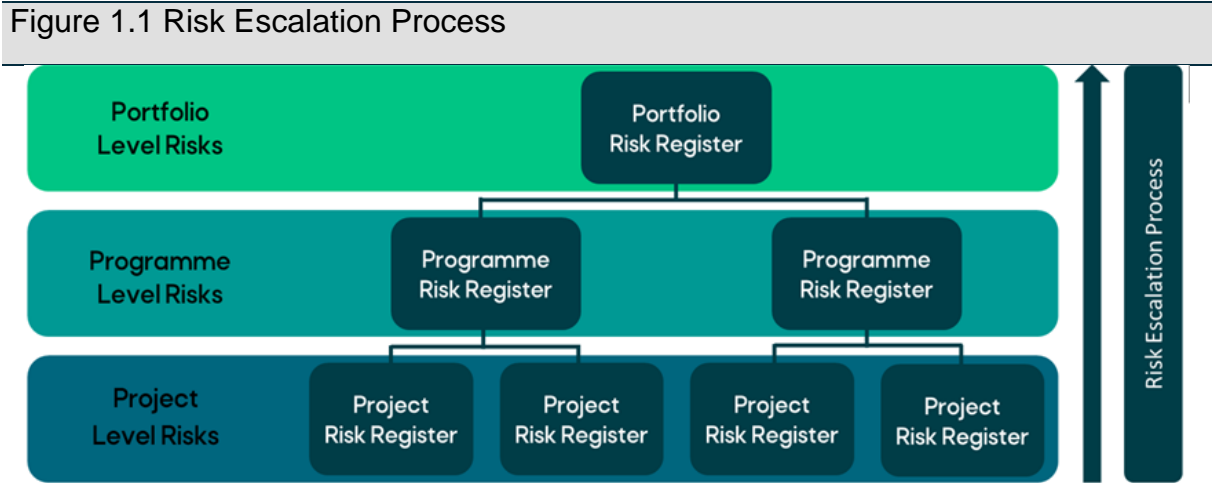 Figure 1.1 Risk Escalation Process
Portfolio
Level Risks
Portfolio
Risk Register
Programme
Level Risks
Programme
Risk Register
Programme
Risk Register
Project
Level Risks
Project
Risk Register
Project
Risk Register
Project
Risk Register
Project
Risk Register
Risk Escalation Process